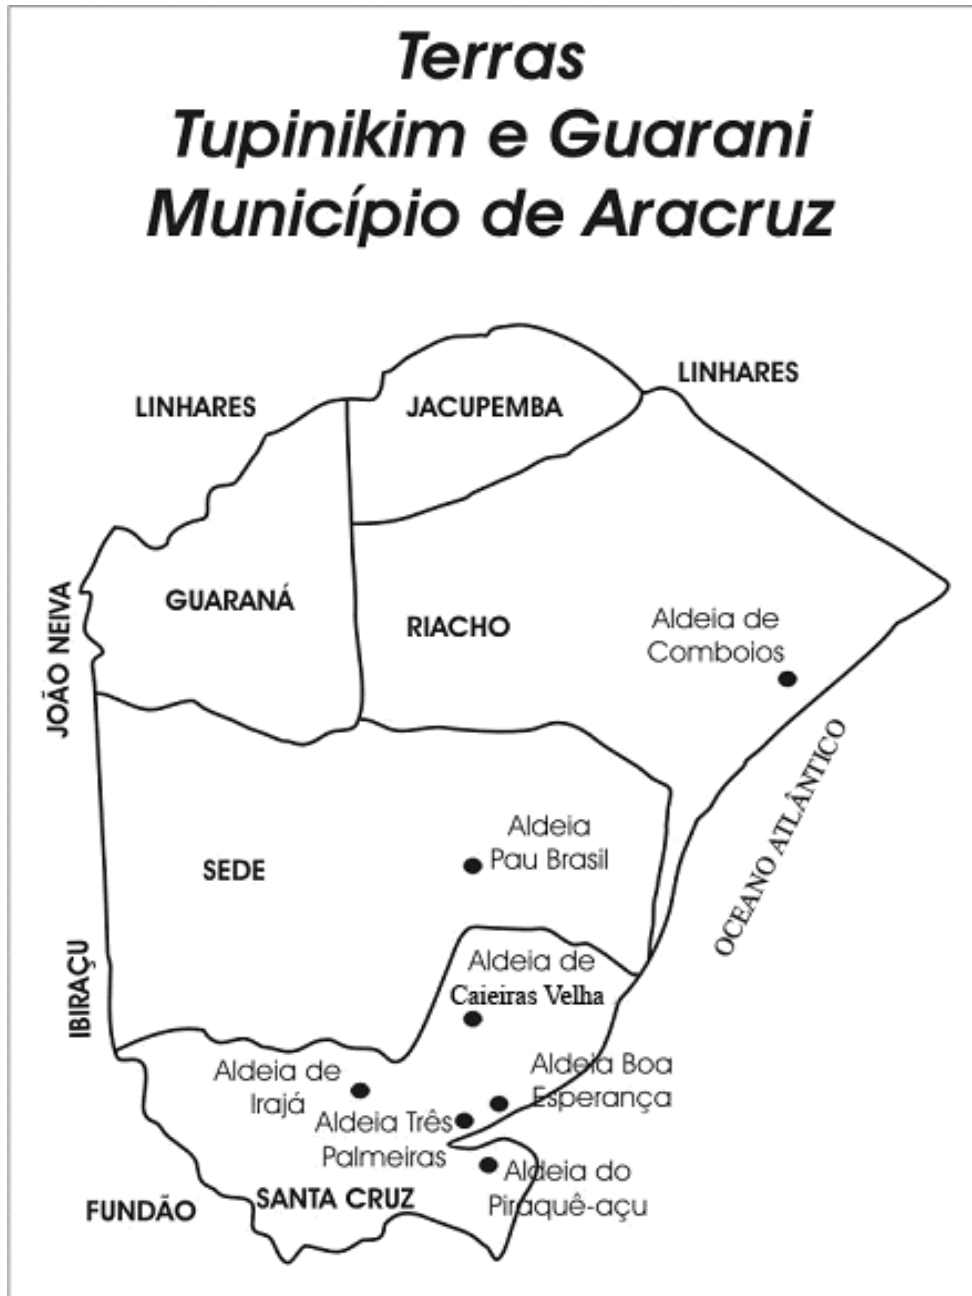 Terras
Tupinikim e Guarani
Município de Aracruz
LINHARES
LINHARES
JACUPEMBA
GUARANÁ
JOÃO NEIVA
RIACHO
Aldeia de
Comboios
OCEANO ATLÂNTICO
Aldeia
Pau Brasil
SEDE
IBIRAÇU
Aldeia de
Caieiras Velha
Aldeia de
Irajá
Aldeia Boa
Esperança
Aldeia Três
Palmeiras
Aldeia do
Piraquê-açu
SANTA CRUZ
FUNDÃO